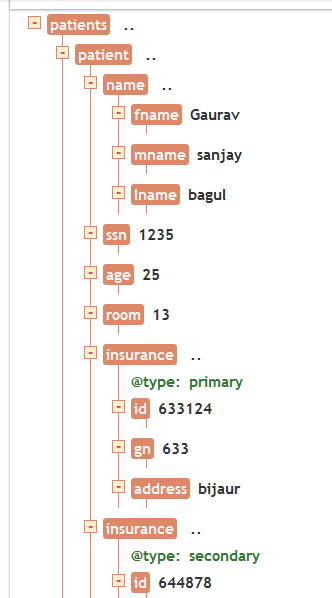 patients ..
patient ..
name ..
fname Gaurav
mname sanjay
lname bagul
ssn 1235
age 25
room 13
insurance ..
@type: primary
id 633124
gn 633
address bijaur
insurance ..
@type: secondary
id 644878